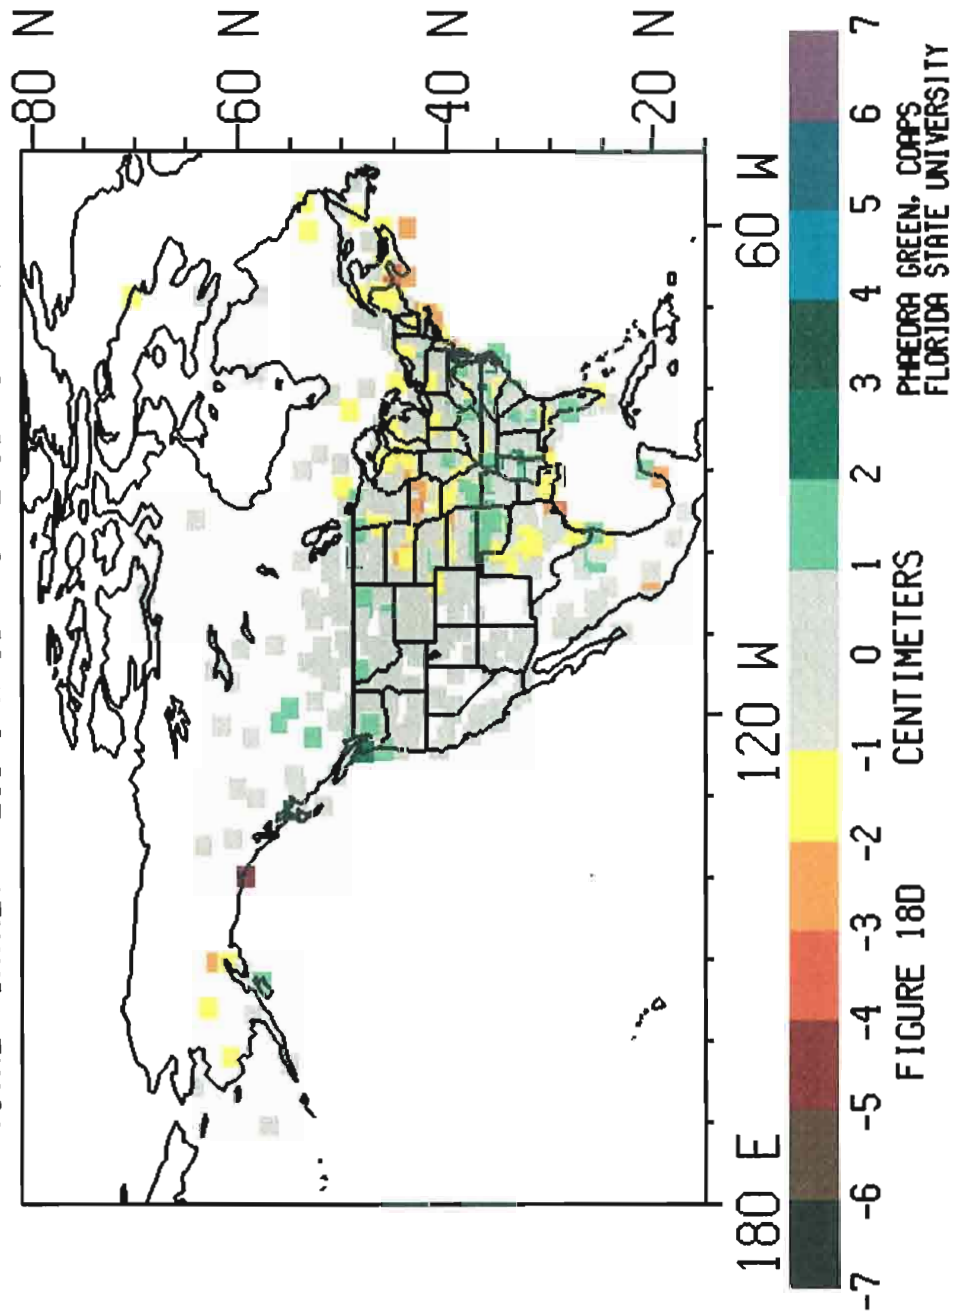 80 N
60 N
40 N
20 N
180 E
120 W
60 W
-7 -6 -5 -4 -3 -2 -1 0 1 2 3 4 5 6 7
FIGURE 18D
CENTIMETERS
PHAEDRA GREEN, COAPS
FLORIDA STATE UNIVERSITY